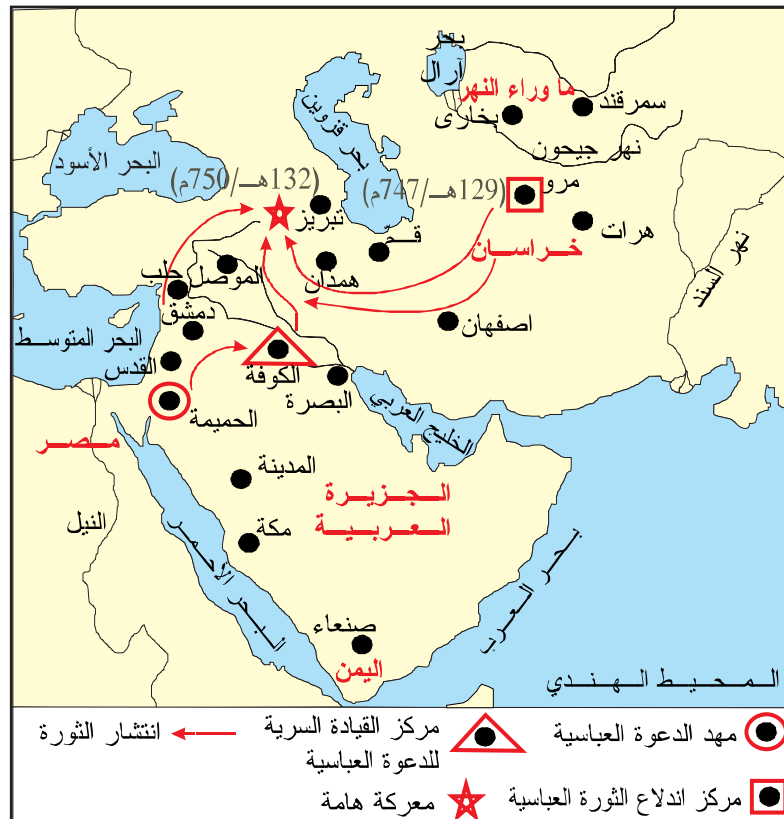 بحر
آرال
ما وراء النهر
سمرقند
بخارى
نهر جيحون
بحر قزوين
البحر الأسود
(132هـ/750م)
(129هـ/747م)
مرو
تبريز
هرات
قم
خراسان
نهر السند
همدان
الموصل
حلب
اصفهان
دمشق
البحر المتوسط
القدس
الكوفة
البصرة
الحميمة
الخليج العربي
مصر
المدينة
الجزيرة
العربية
النيل
مكة
البحر الأحمر
بحر العرب
صنعاء
اليمن
المحيط الهندي
مهد الدعوة العباسية
مركز القيادة السرية
للدعوة العباسية
انتشار الثورة
مركز اندلاع الثورة العباسية
معركة هامة